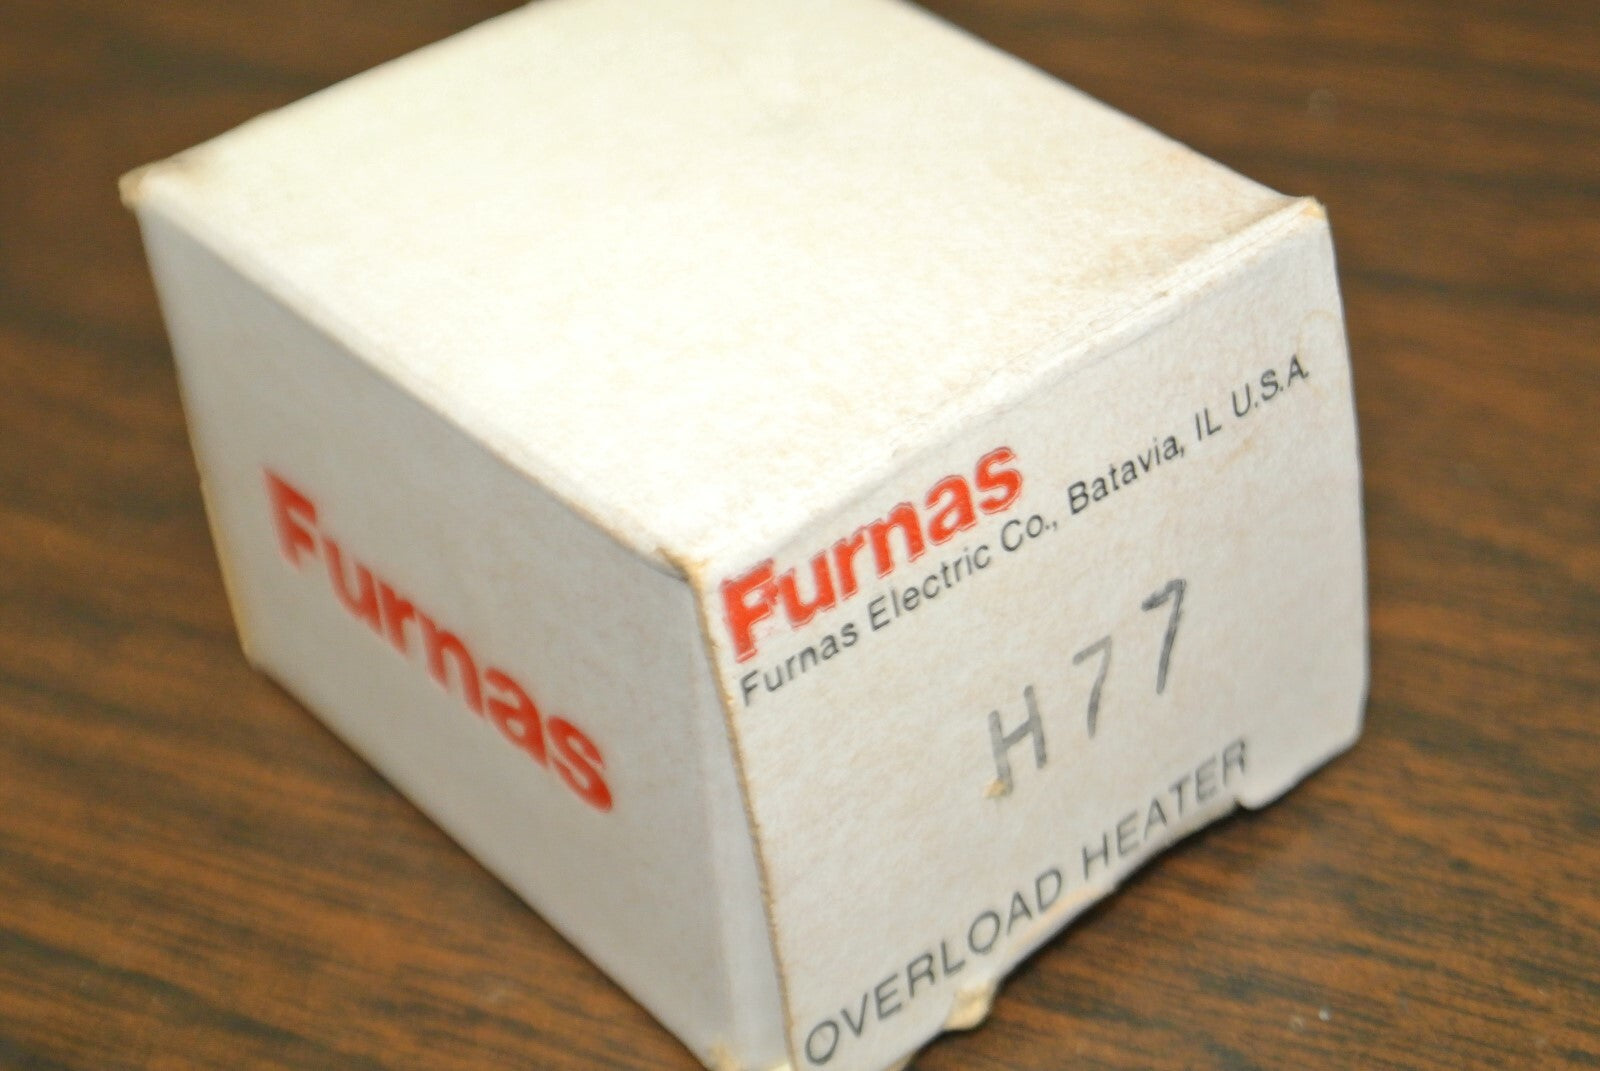 Furnas
Furnas
Furnas Electric Co., Batavia, IL U.S.A.
H77
OVERLOAD HEATER